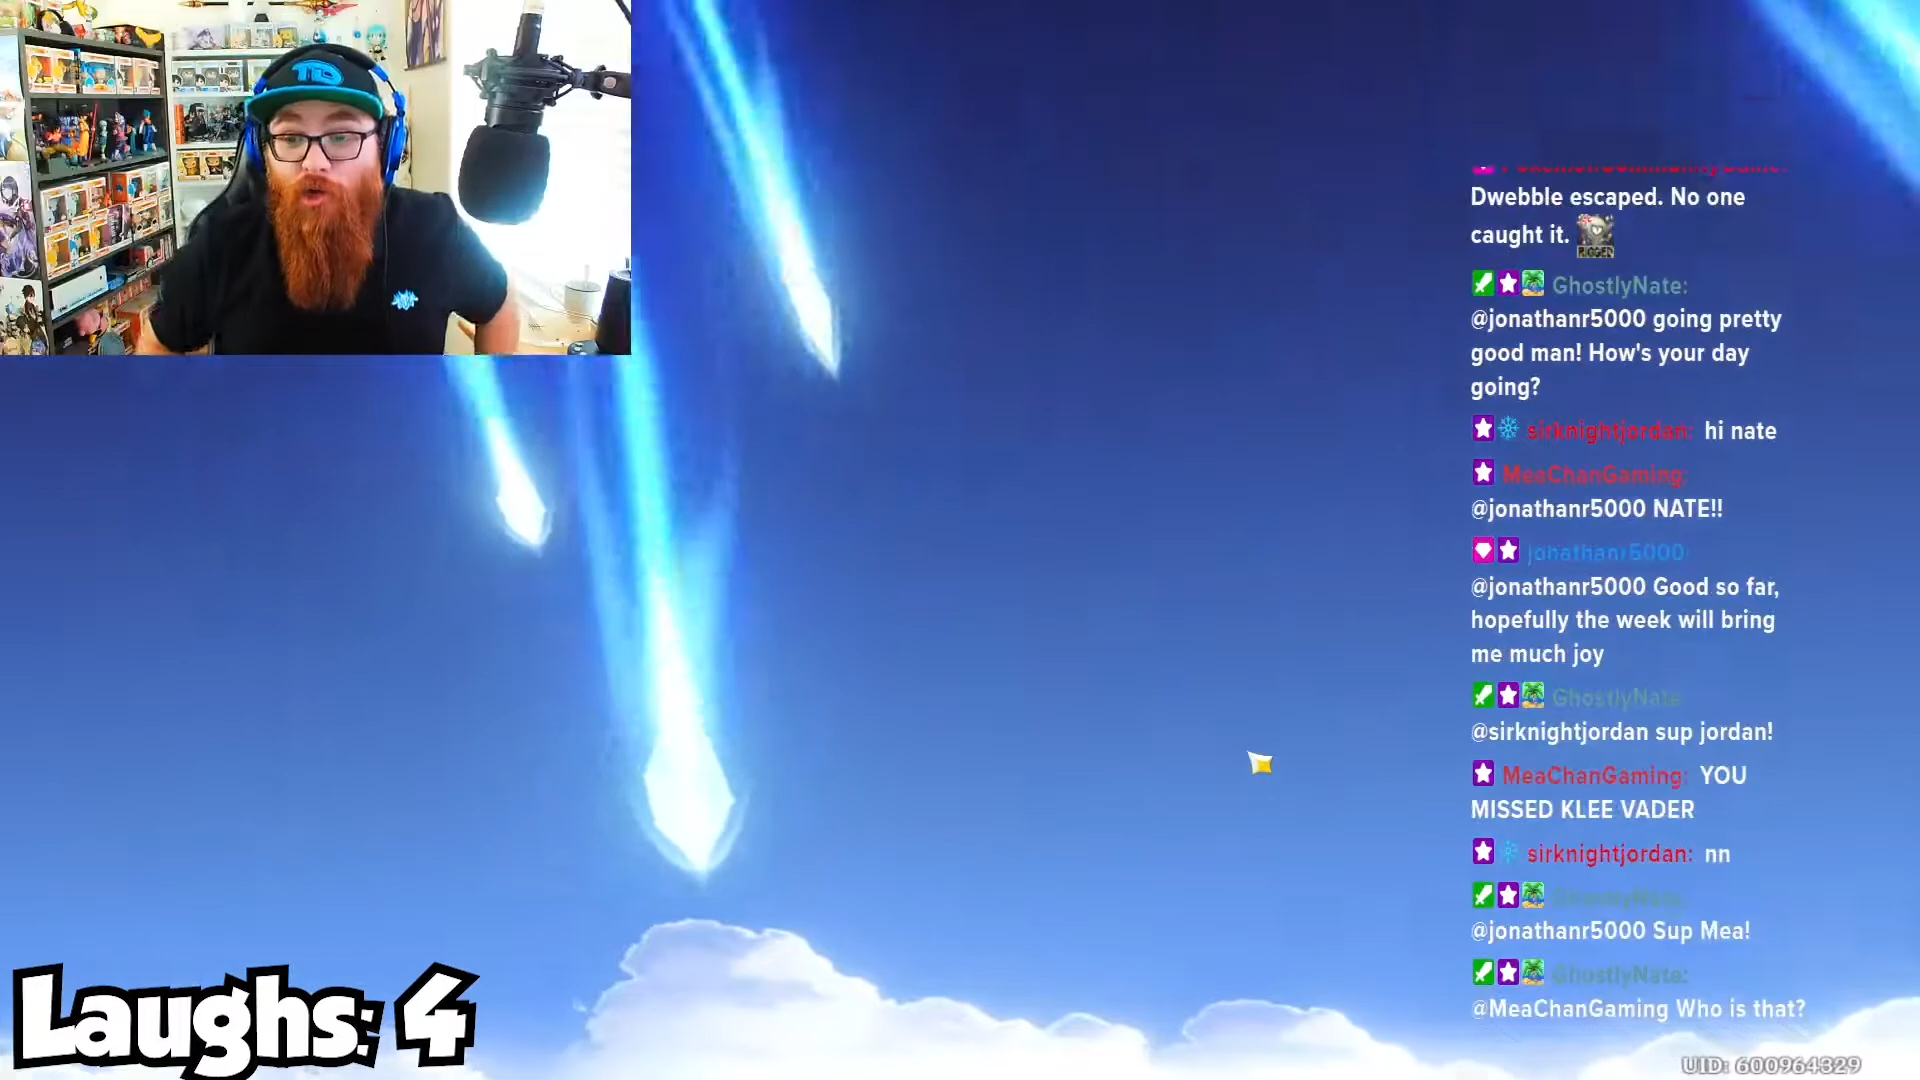 TD
Dwebble escaped. No one
caught it.
GhostlyNate:
@jonathanr5000 going pretty
good man! How's your day
going?
sirknightjordan: hi nate
MeaChanGaming:
@jonathanr5000 NATE!!
jonathanr5000:
@jonathanr5000 Good so far,
hopefully the week will bring
me much joy
GhostlyNate:
@sirknightjordan sup jordan!
MeaChanGaming: YOU
MISSED KLEE VADER
sirknightjordan: nn
GhostlyNate:
@jonathanr5000 Sup Mea!
GhostlyNate:
@MeaChanGaming Who is that?
Laughs: 4
UID: 600964329